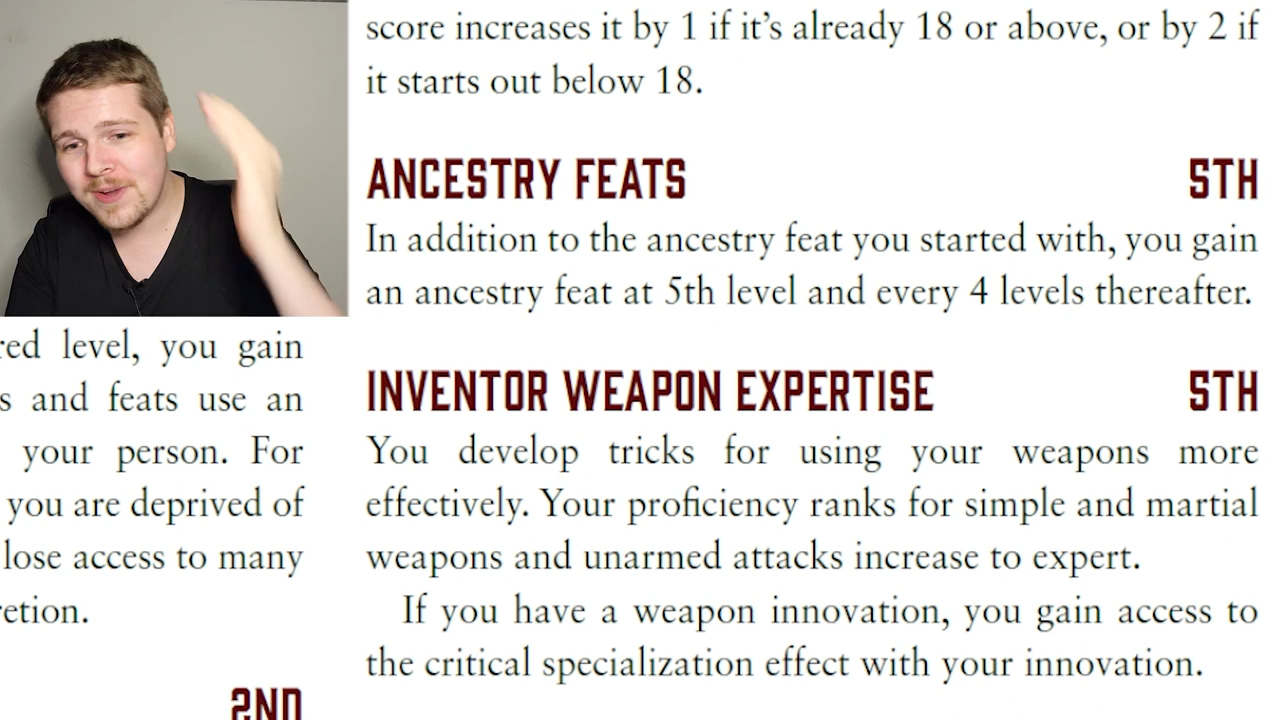 score increases it by 1 if it’s already 18 or above, or by 2 if
it starts out below 18.
ANCESTRY FEATS 5TH
In addition to the ancestry feat you started with, you gain
an ancestry feat at 5th level and every 4 levels thereafter.
INVENTOR WEAPON EXPERTISE 5TH
You develop tricks for using your weapons more
effectively. Your proficiency ranks for simple and martial
weapons and unarmed attacks increase to expert.
If you have a weapon innovation, you gain access to
the critical specialization effect with your innovation.
level, you gain
and feats use an
your person. For
you are deprived of
lose access to many
2ND